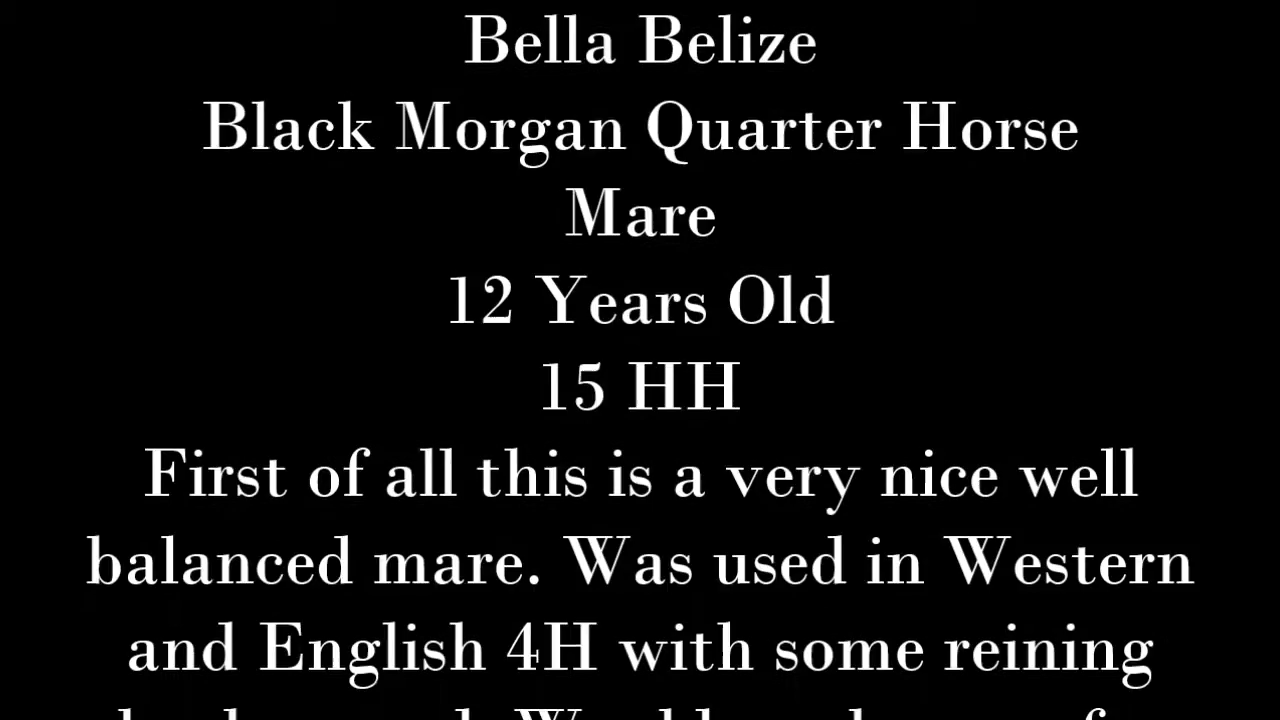 Bella Belize
Black Morgan Quarter Horse
Mare
12 Years Old
15 HH
First of all this is a very nice well
balanced mare. Was used in Western
and English 4H with some reining